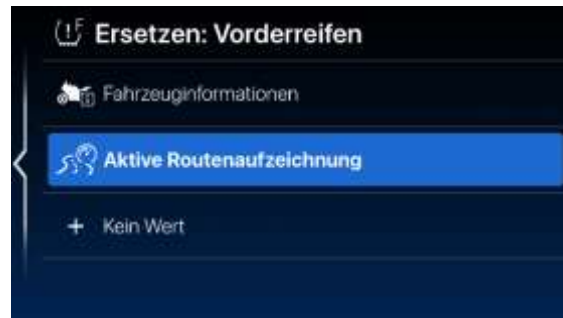 Ersetzen: Vorderreifen
Fahrzeuginformationen
Aktive Routenaufzeichnung
+ Kein Wert